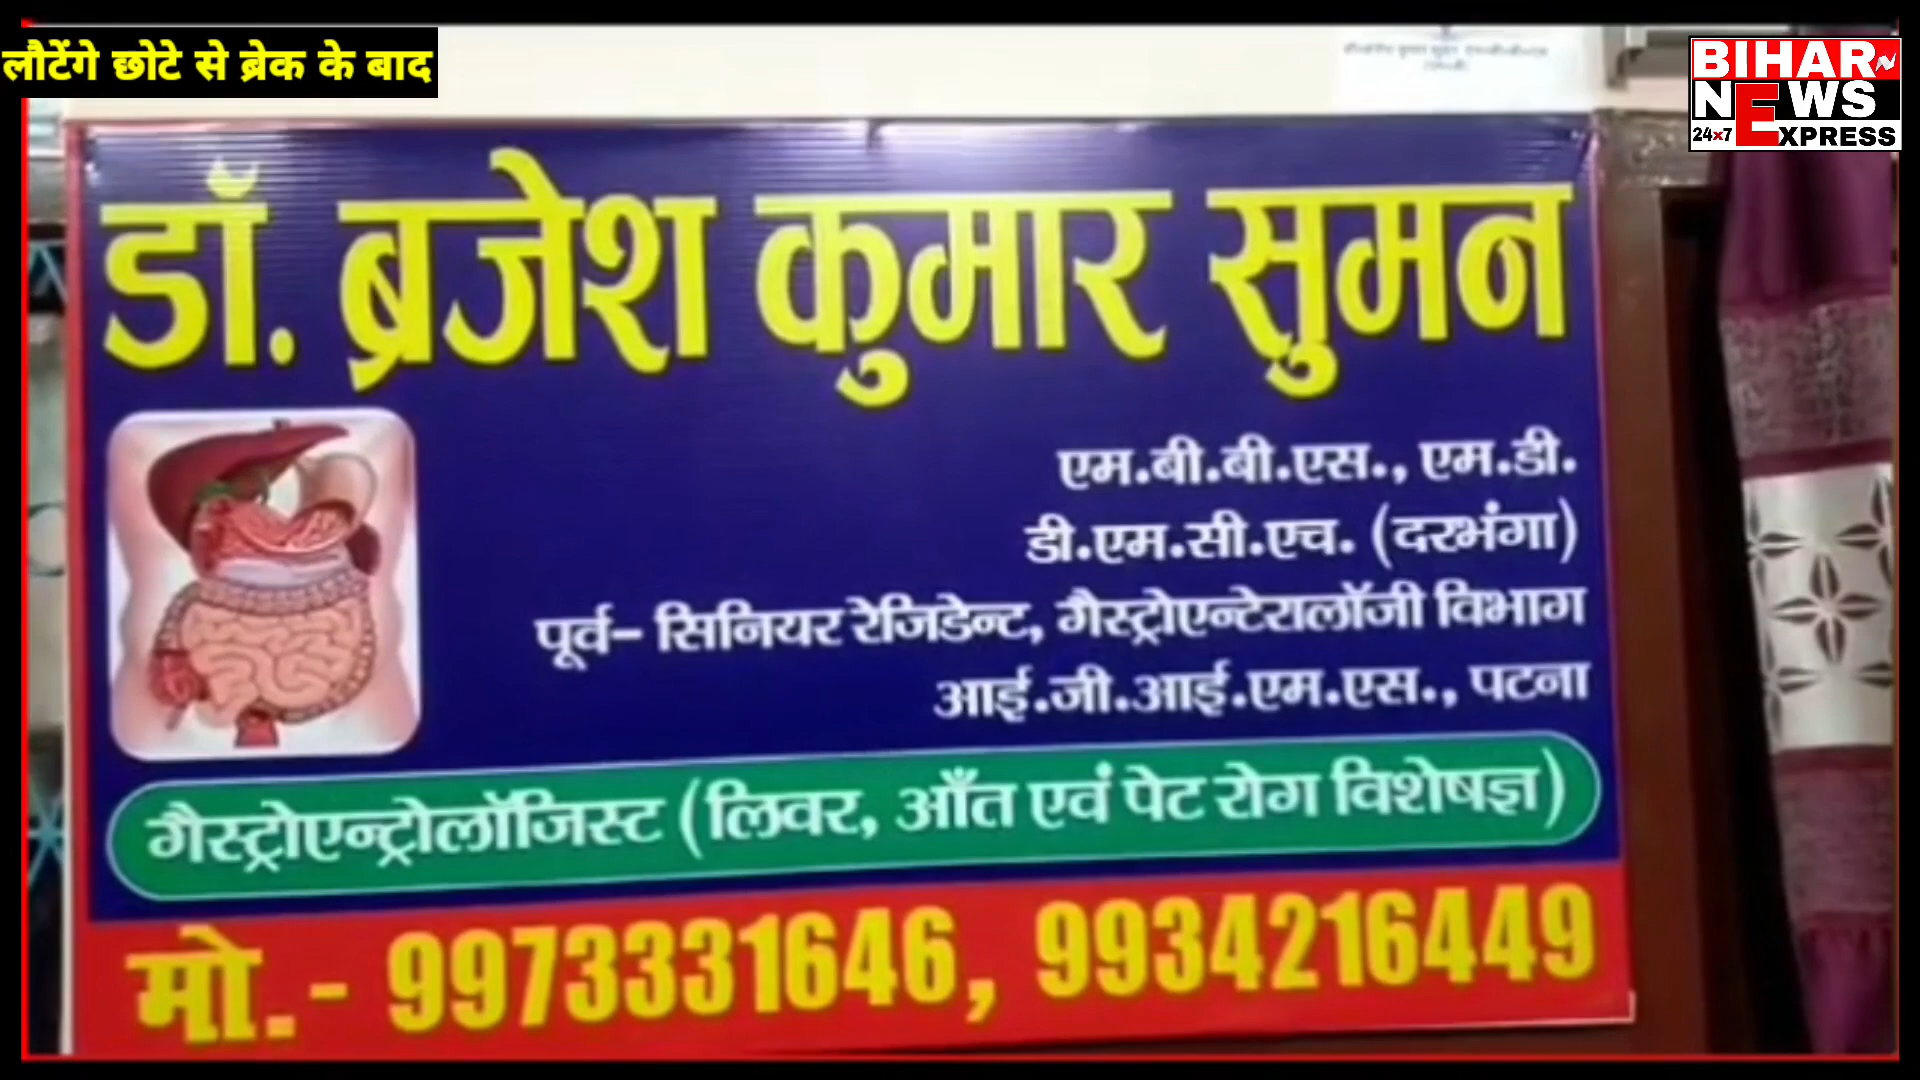 लौटेंगे छोटे से ब्रेक के बाद
BIHAR
NEWS
24x7 EXPRESS
डॉ. ब्रजेश कुमार सुमन
एम.बी.बी.एस., एम.डी.
डी.एम.सी.एच. (दरभंगा)
पूर्व- सिनियर रेजिडेन्ट, गैस्ट्रोएन्टेरालॉजी विभाग
आई.जी.आई.एम.एस., पटना
गैस्ट्रोएन्ट्रोलॉजिस्ट (लिवर, आँत एवं पेट रोग विशेषज्ञ)
मो.- 9973331646, 9934216449